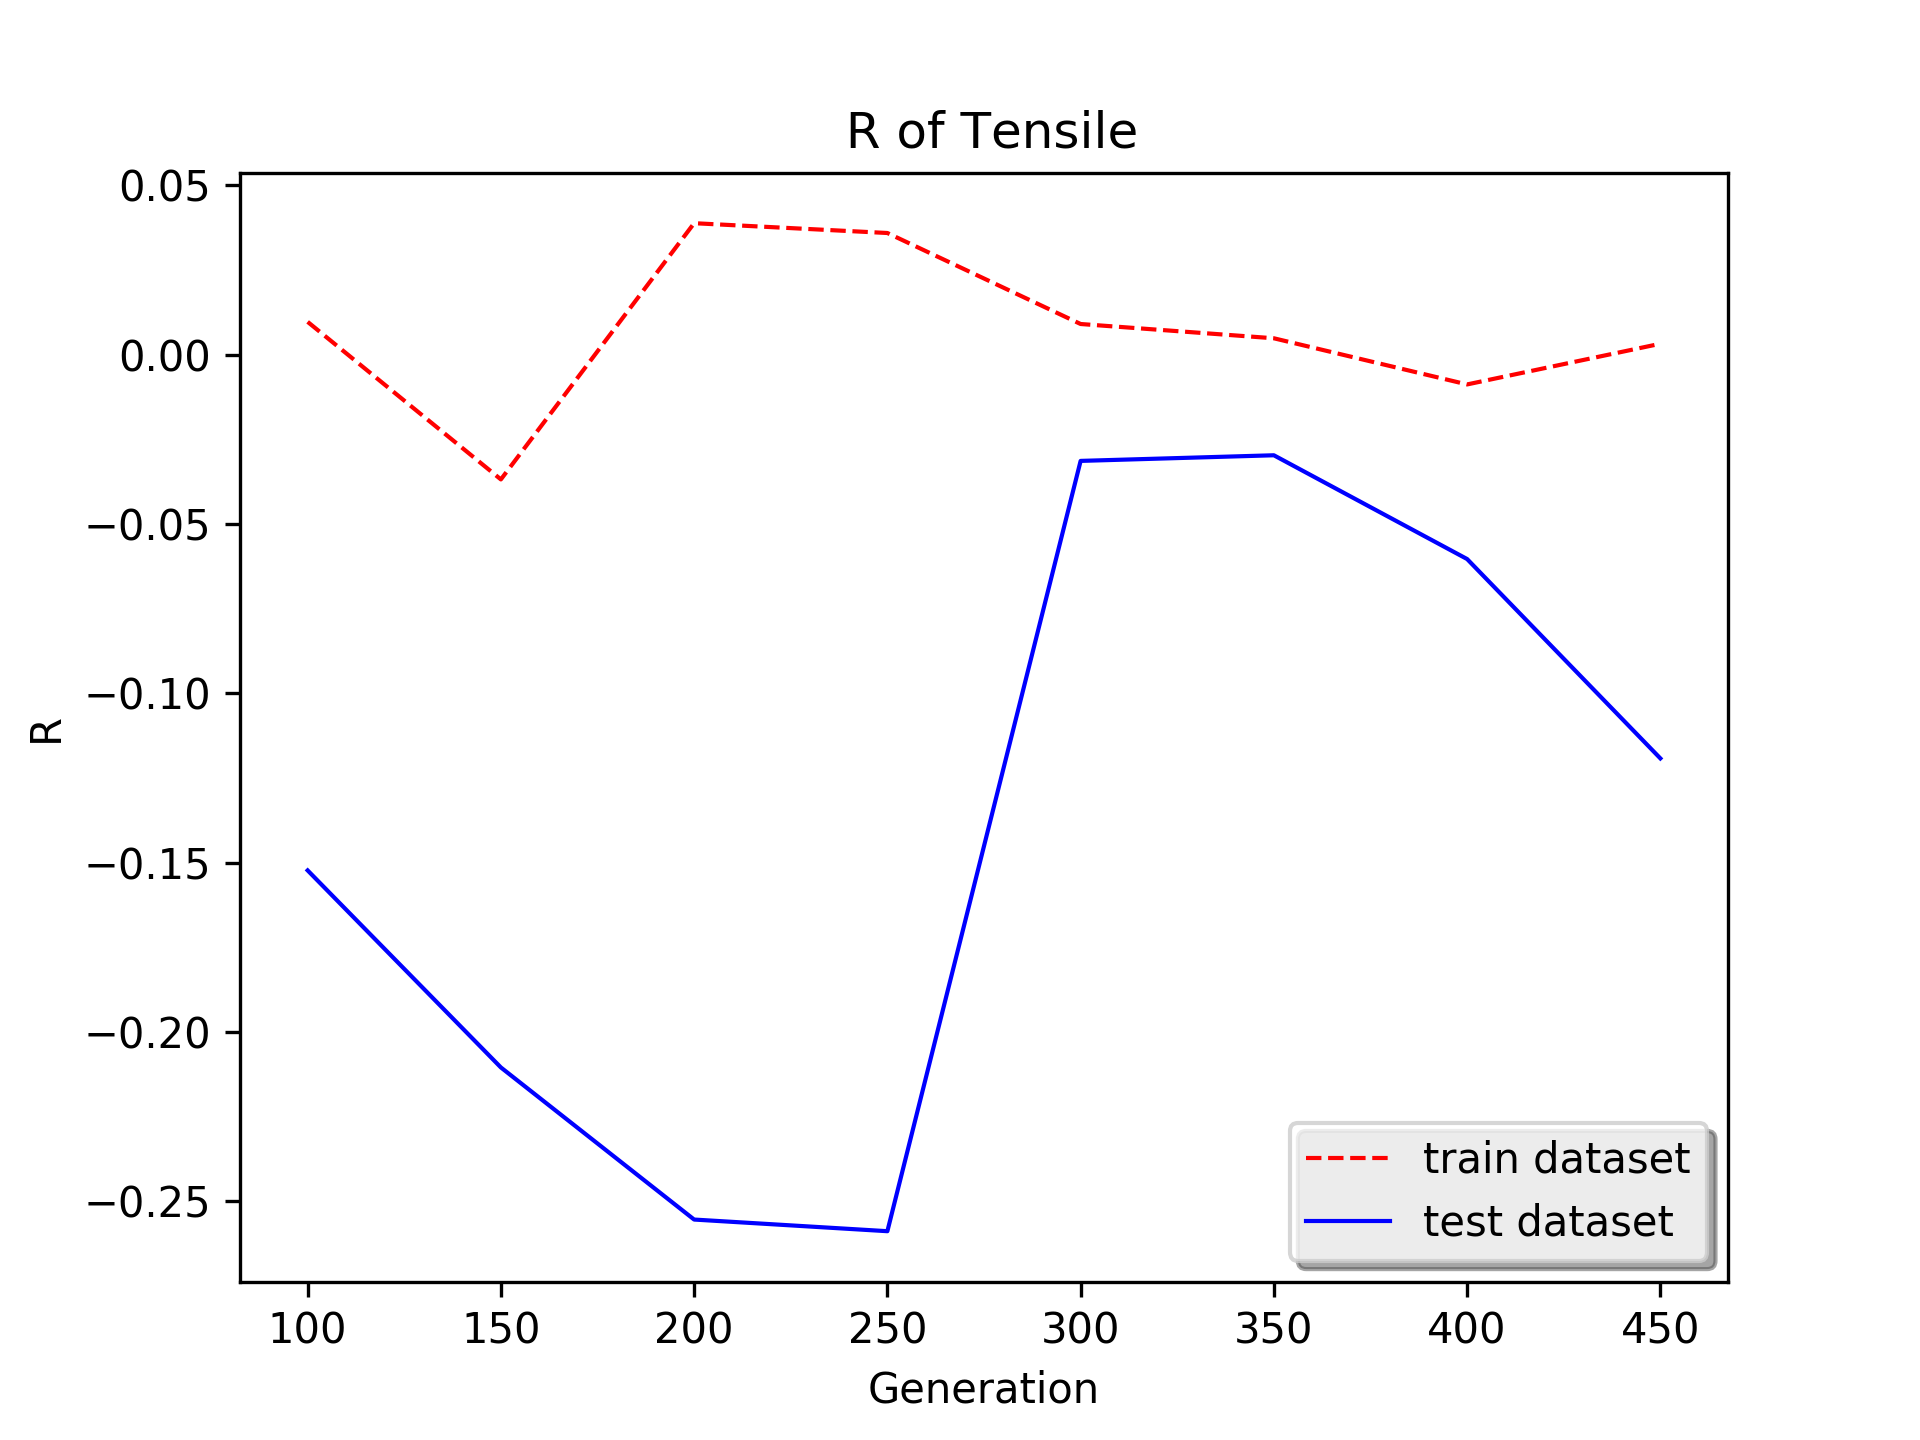 R of Tensile
0.05
0.00
−0.05
−0.10
−0.15
−0.20
−0.25
R
train dataset
test dataset
100 150 200 250 300 350 400 450
Generation